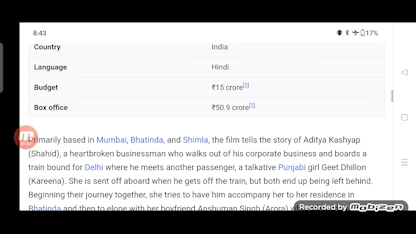 8:43
17%
Country India
Language Hindi
Budget ₹15 crore[2]
Box office ₹50.9 crore[2]
Primarily based in Mumbai, Bhatinda, and Shimla, the film tells the story of Aditya Kashyap
(Shahid), a heartbroken businessman who walks out of his corporate business and boards a
train bound for Delhi where he meets another passenger, a talkative Punjabi girl Geet Dhillon
(Kareena). She is sent off aboard when he gets off the train, but both end up being left behind.
Beginning their journey together, she tries to have him accompany her to her residence in
Bhatinda and then to elope with her boyfriend Anshuman Singh (Arora)
Recorded by Mobizen